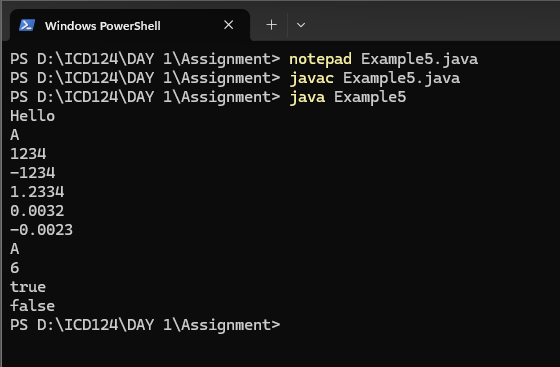 Windows PowerShell
PS D:\ICD124\DAY 1\Assignment> notepad Example5.java
PS D:\ICD124\DAY 1\Assignment> javac Example5.java
PS D:\ICD124\DAY 1\Assignment> java Example5
Hello
A
1234
-1234
1.2334
0.0032
-0.0023
A
6
true
false
PS D:\ICD124\DAY 1\Assignment>